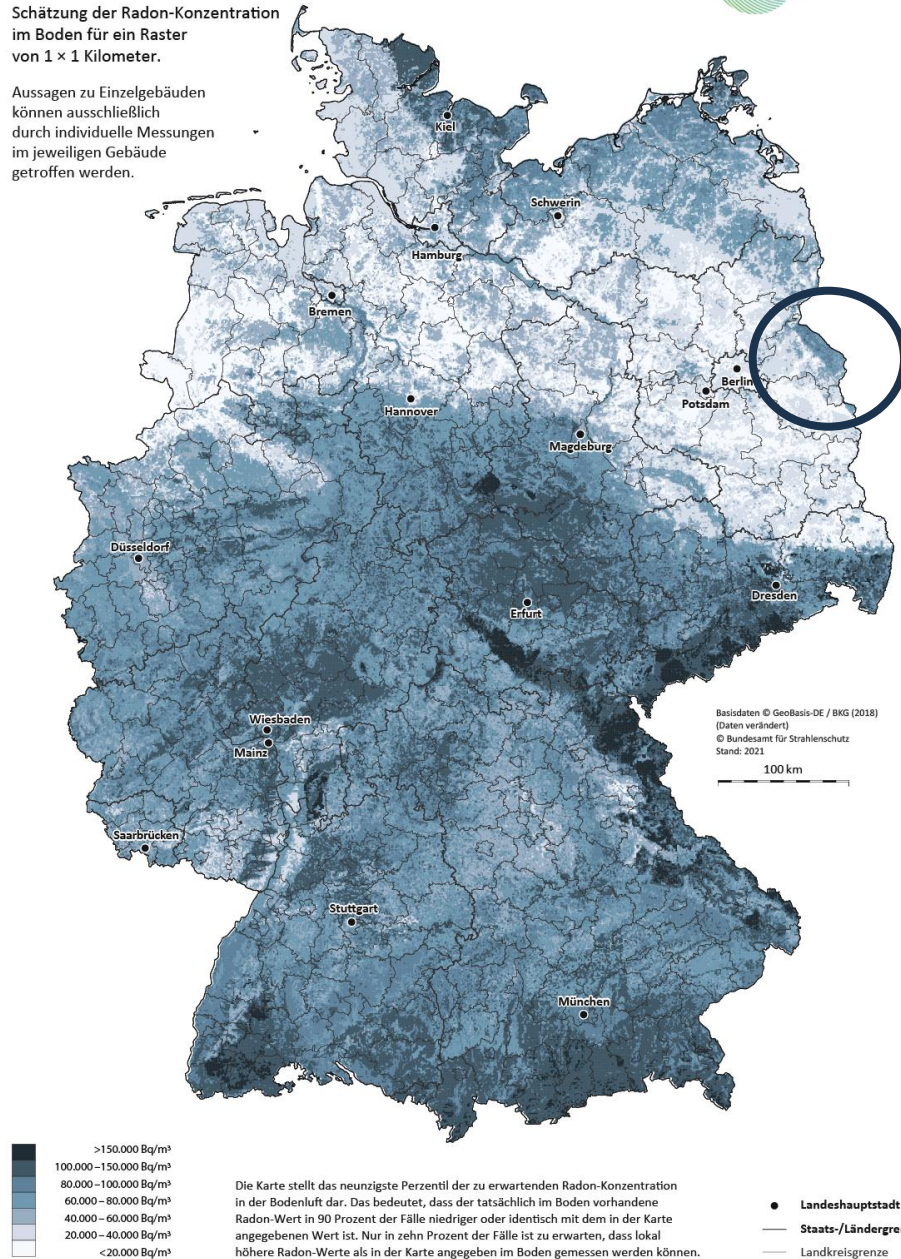 Schätzung der Radon-Konzentration
im Boden für ein Raster
von 1 × 1 Kilometer.
Aussagen zu Einzelgebäuden
können ausschließlich
durch individuelle Messungen
im jeweiligen Gebäude
getroffen werden.
Kiel
Schwerin
Hamburg
Bremen
Berlin
Potsdam
Hannover
Magdeburg
Düsseldorf
Dresden
Erfurt
Wiesbaden
Mainz
Basisdaten © GeoBasis-DE / BKG (2018)
(Daten verändert)
© Bundesamt für Strahlenschutz
Stand: 2021
100 km
Saarbrücken
Stuttgart
München
>150.000 Bq/m³
100.000–150.000 Bq/m³
80.000–100.000 Bq/m³
60.000–80.000 Bq/m³
40.000–60.000 Bq/m³
20.000–40.000 Bq/m³
<20.000 Bq/m³
Die Karte stellt das neunzigste Perzentil der zu erwartenden Radon-Konzentration
in der Bodenluft dar. Das bedeutet, dass der tatsächlich im Boden vorhandene
Radon-Wert in 90 Prozent der Fälle niedriger oder identisch mit dem in der Karte
angegebenen Wert ist. Nur in zehn Prozent der Fälle ist zu erwarten, dass lokal
höhere Radon-Werte als in der Karte angegeben im Boden gemessen werden können.
Landeshauptstadt
Staats-/Ländergre
Landkreisgrenze